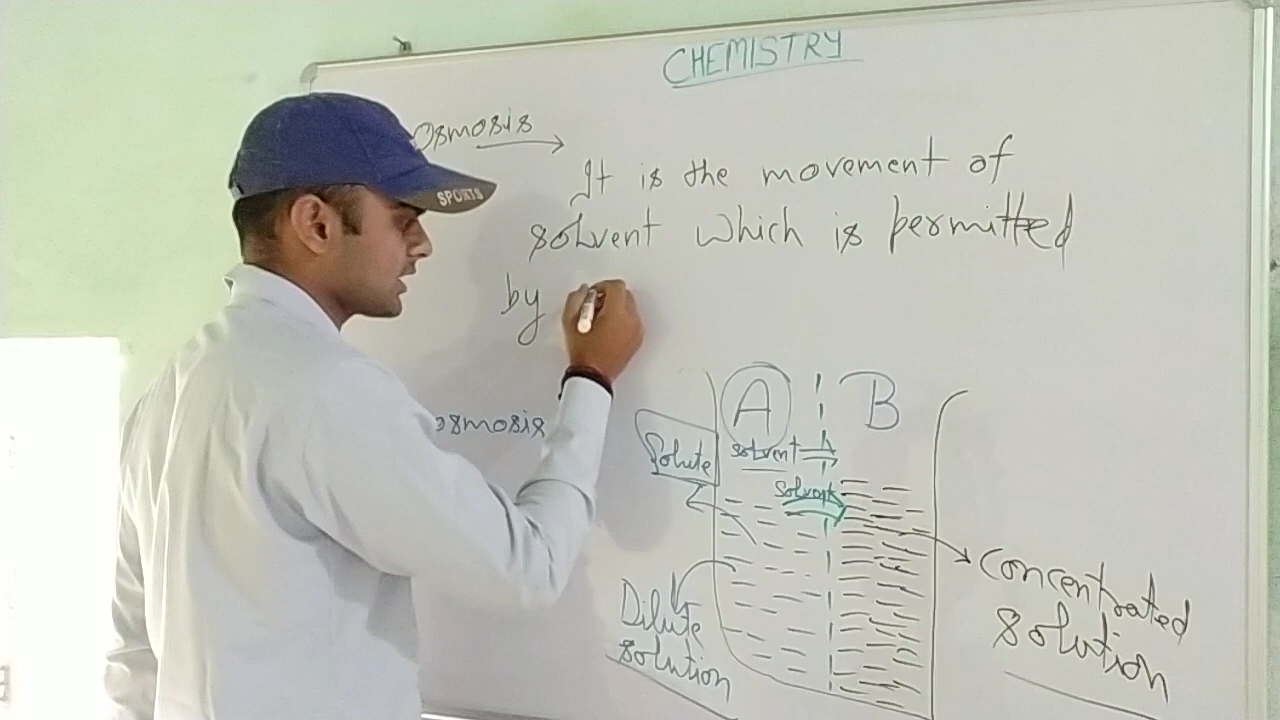 CHEMISTRY
Osmosis
It is the movement of
solvent which is permitted
by
SPORTS
osmosis
A B
Solute
solvent
Solvent
Concentrated
solution
Dilute
solution